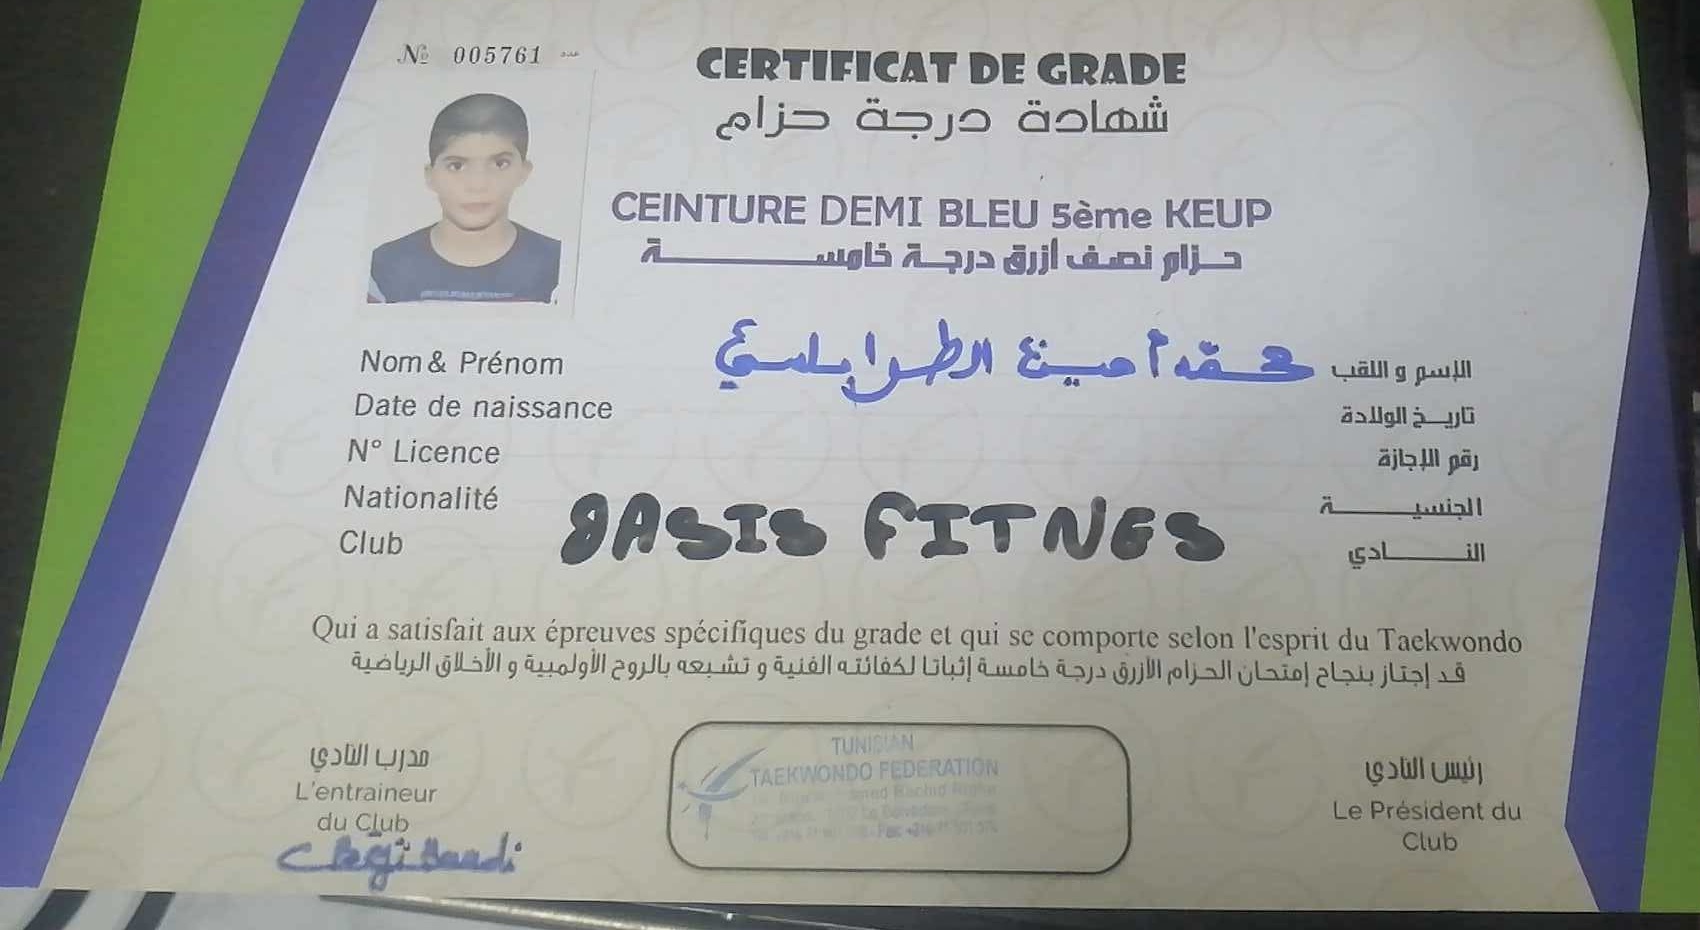 № 005761 عدد
CERTIFICAT DE GRADE
شهادة درجة حزام
CEINTURE DEMI BLEU 5ème KEUP
حزام نصف أزرق درجة خامسة
Nom & Prénom محمد أمين الطرابلسي الإسم و اللقب
Date de naissance تاريخ الولادة
N° Licence رقم الإجازة
Nationalité الجنسية
Club OASIS FITNES النادي
Qui a satisfait aux épreuves spécifiques du grade et qui se comporte selon l'esprit du Taekwondo
قد إجتاز بنجاح إمتحان الحزام الأزرق درجة خامسة إثباتا لكفائته الفنية و تشبعه بالروح الأولمبية و الأخلاق الرياضية
مدرب النادي
L'entraineur
du Club
TUNISIAN
TAEKWONDO FEDERATION
رئيس النادي
Le Président du
Club